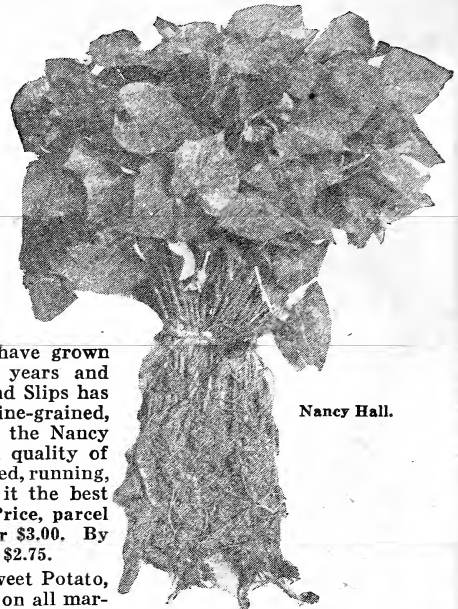 have grown
years and
nd Slips has
ine-grained,
the Nancy
quality of
ed, running,
it the best
Price, parcel
r $3.00. By
$2.75.
weet Potato,
on all mar-
Nancy Hall.